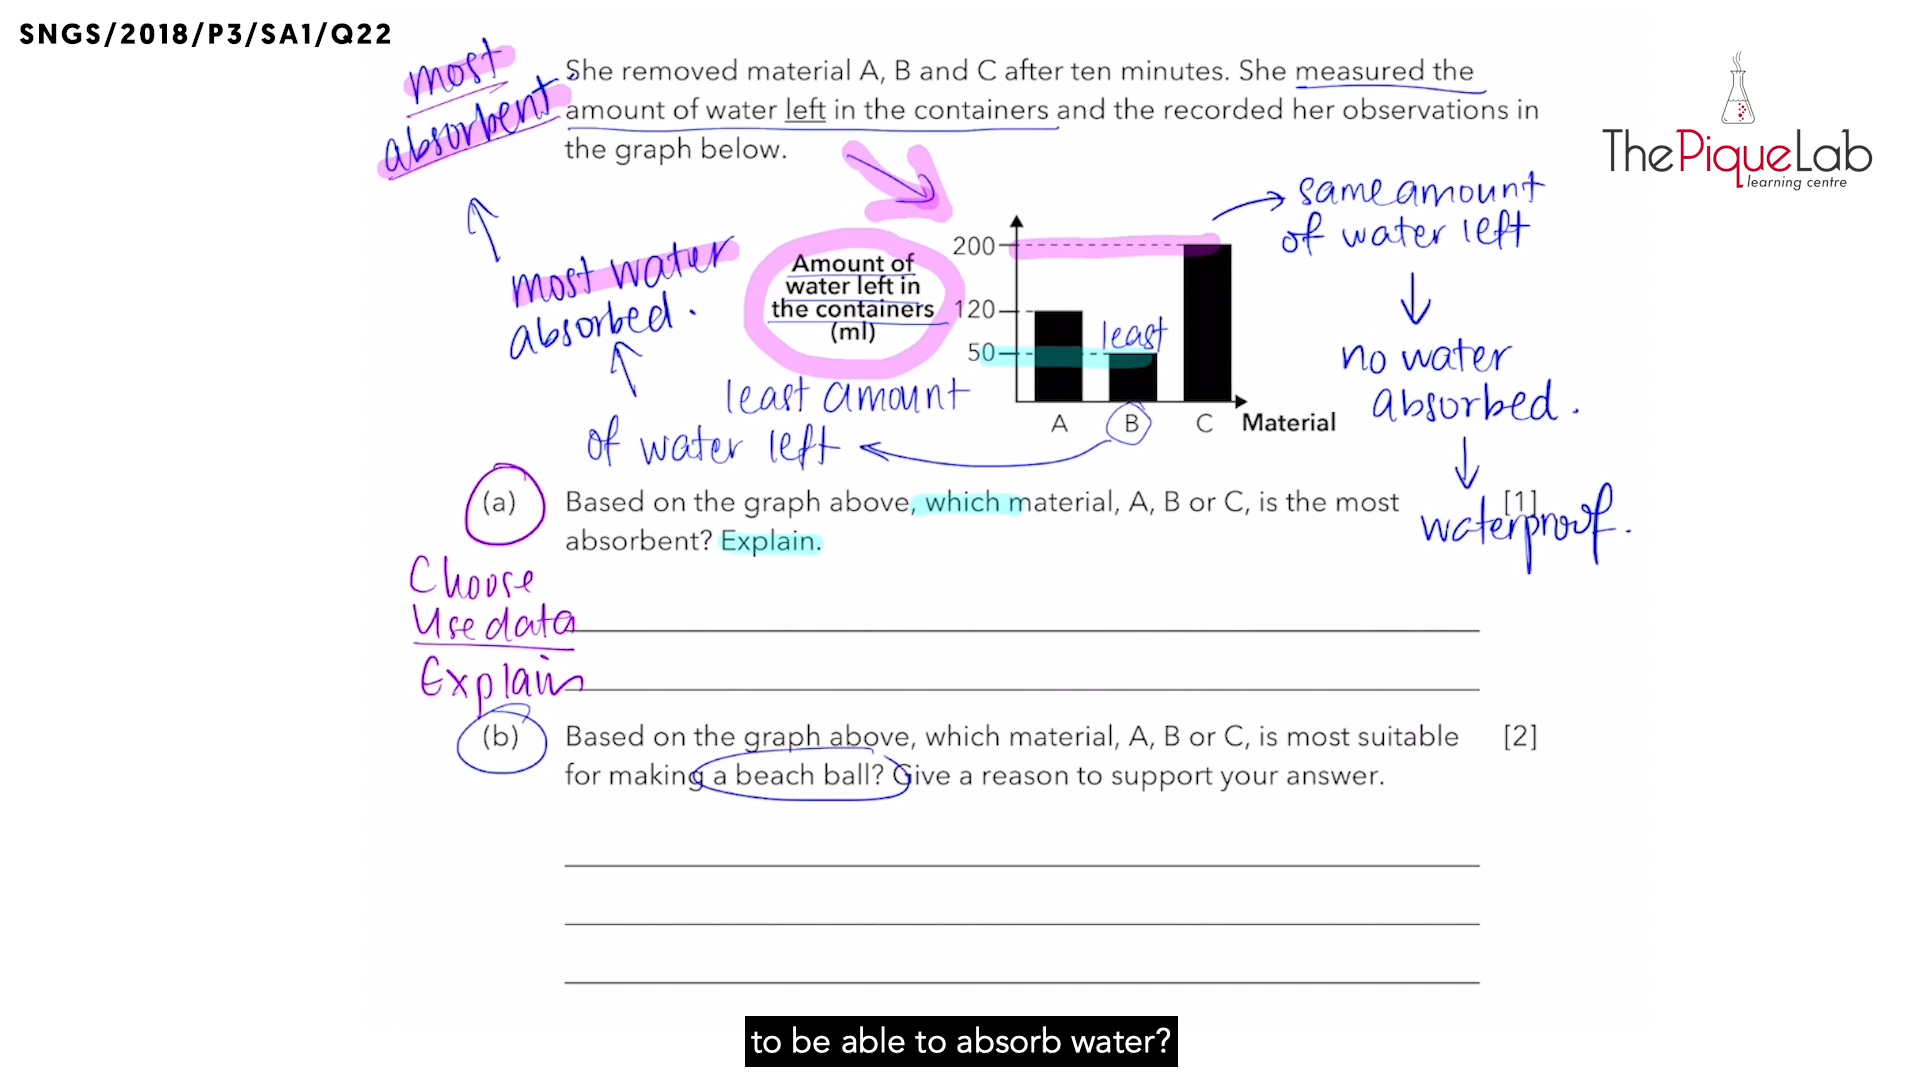 SNGS/2018/P3/SA1/Q22
most
absorbent
She removed material A, B and C after ten minutes. She measured the
amount of water left in the containers and the recorded her observations in
the graph below.
ThePiqueLab
learning centre
same amount
of water left
no water
absorbed.
waterproof.
most water
absorbed.
Amount of
water left in
the containers
(ml)
200
120
50
least
A
B
C
Material
least amount
of water left
(a)
Based on the graph above, which material, A, B or C, is the most
absorbent? Explain.
[1]
Choose
Use data
Explain
(b)
Based on the graph above, which material, A, B or C, is most suitable
for making a beach ball? Give a reason to support your answer.
[2]
to be able to absorb water?